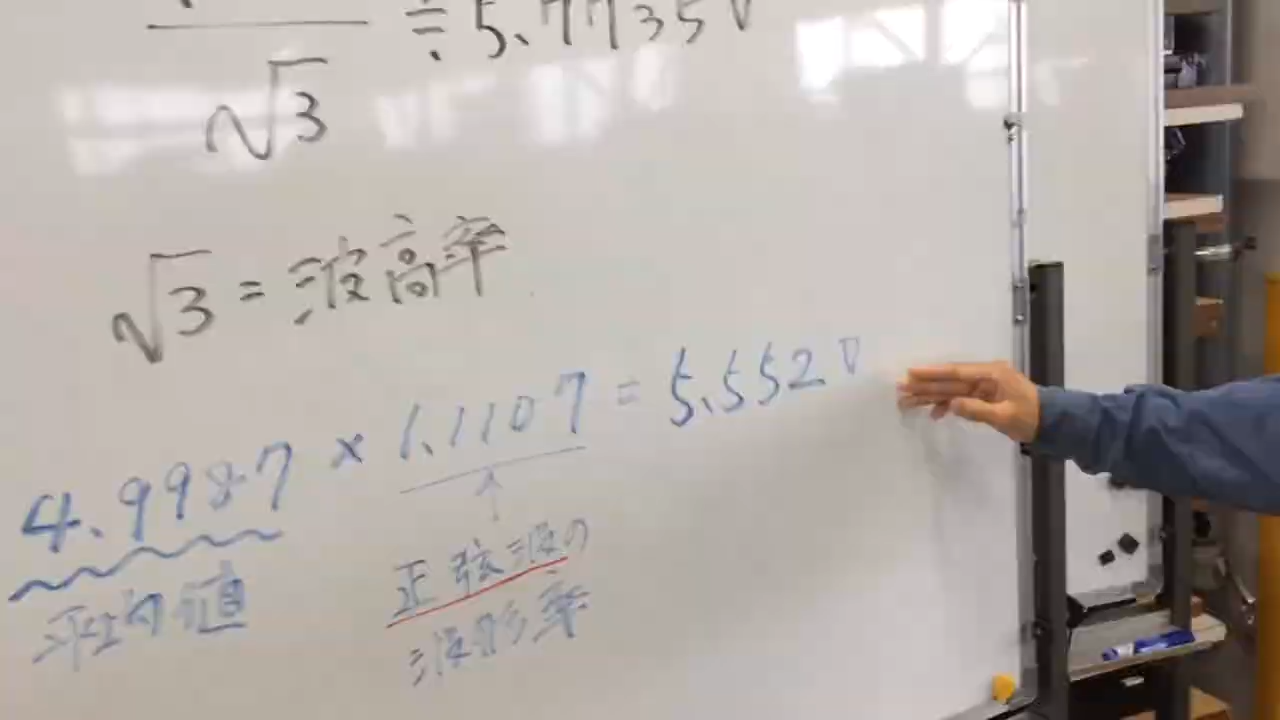 √3 ≒ 5.7735V
√3 = 波高率
4.9987 × 1.1107 = 5.552V
↑
平均値
正弦波の
波形率